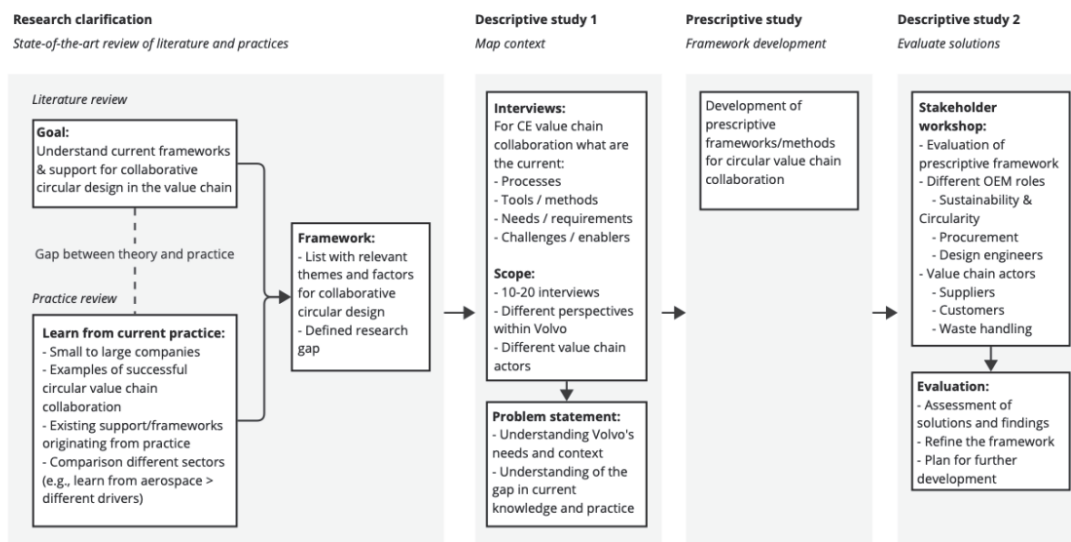 Research clarification
State-of-the-art review of literature and practices
Literature review
Goal:
Understand current frameworks
& support for collaborative
circular design in the value chain
Gap between theory and practice
Practice review
Learn from current practice:
- Small to large companies
- Examples of successful
circular value chain
collaboration
- Existing support/frameworks
originating from practice
- Comparison different sectors
(e.g., learn from aerospace >
different drivers)
Framework:
- List with relevant
themes and factors
for collaborative
circular design
- Defined research
gap
Descriptive study 1
Map context
Interviews:
For CE value chain
collaboration what are
the current:
- Processes
- Tools / methods
- Needs / requirements
- Challenges / enablers
Scope:
- 10-20 interviews
- Different perspectives
within Volvo
- Different value chain
actors
Problem statement:
- Understanding Volvo's
needs and context
- Understanding of the
gap in current
knowledge and practice
Prescriptive study
Framework development
Development of
prescriptive
frameworks/methods
for circular value chain
collaboration
Descriptive study 2
Evaluate solutions
Stakeholder
workshop:
- Evaluation of
prescriptive framework
- Different OEM roles
- Sustainability &
Circularity
- Procurement
- Design engineers
- Value chain actors
- Suppliers
- Customers
- Waste handling
Evaluation:
- Assessment of
solutions and findings
- Refine the framework
- Plan for further
development